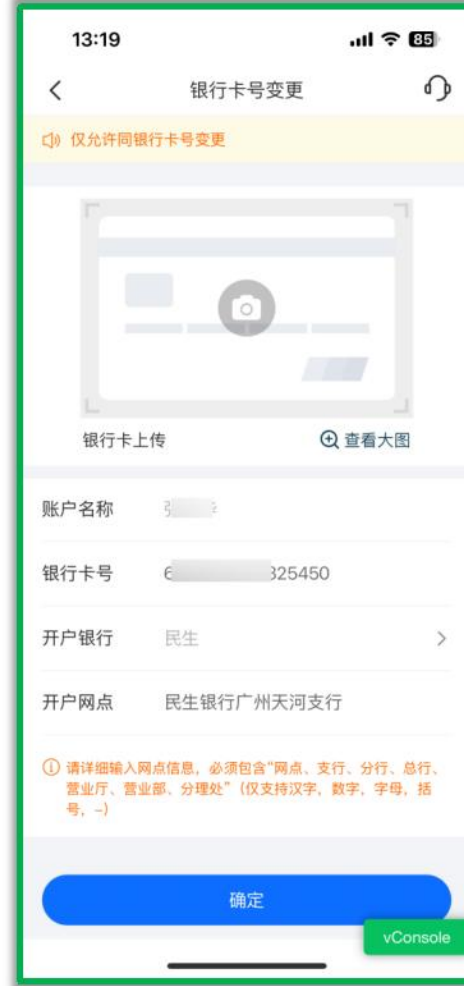 13:19
85
银行卡号变更
仅允许同银行卡号变更
银行卡上传
查看大图
账户名称
银行卡号 6 325450
开户银行 民生
开户网点 民生银行广州天河支行
请详细输入网点信息，必须包含“网点、支行、分行、总行、
营业厅、营业部、分理处”（仅支持汉字，数字，字母，括
号，-）
确定
vConsole